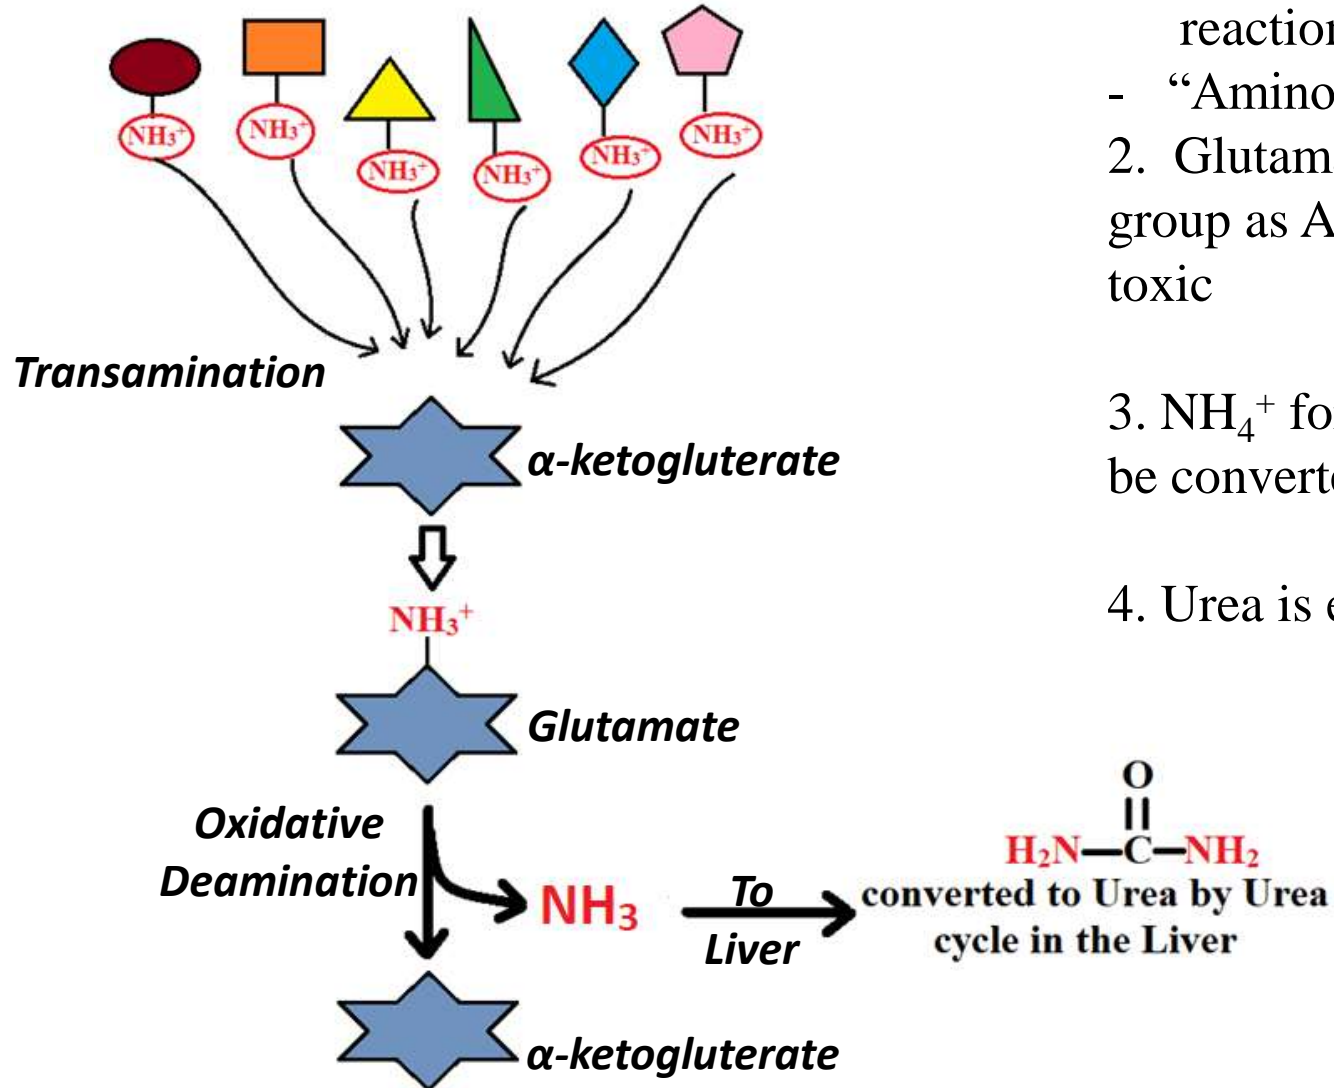 NH₃⁺
NH₃⁺
NH₃⁺
NH₃⁺
NH₃⁺
NH₃⁺
Transamination
α-ketogluterate
NH₃⁺
Glutamate
Oxidative
Deamination
NH₃
To
Liver
O
H₂N—C—NH₂
converted to Urea by Urea
cycle in the Liver
α-ketogluterate
reaction
- “Amino
2. Glutam
group as A
toxic
3. NH₄⁺ fo
be converte
4. Urea is e